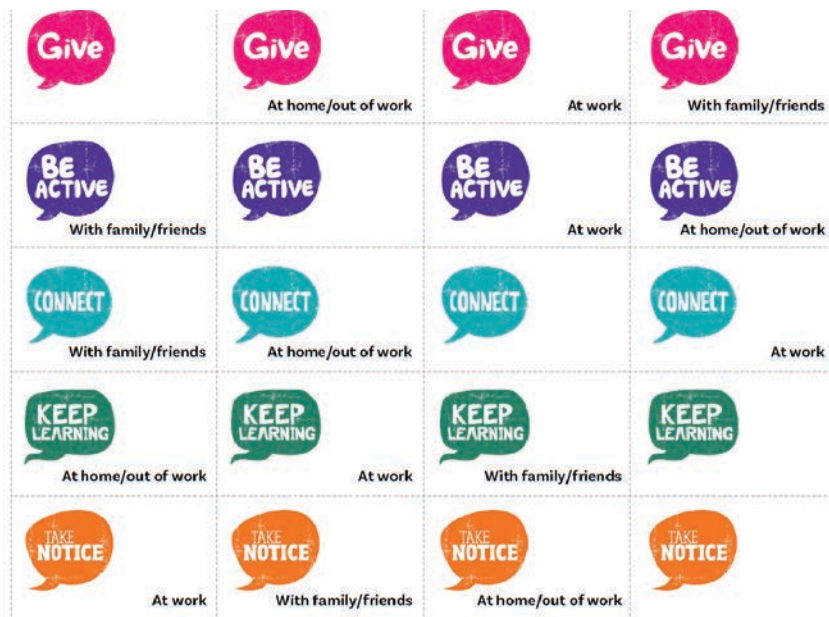 Give
Give
At home/out of work
Give
At work
Give
With family/friends
BE
ACTIVE
With family/friends
BE
ACTIVE
BE
ACTIVE
At work
BE
ACTIVE
At home/out of work
CONNECT
With family/friends
CONNECT
At home/out of work
CONNECT
CONNECT
At work
KEEP
LEARNING
At home/out of work
KEEP
LEARNING
At work
KEEP
LEARNING
With family/friends
KEEP
LEARNING
TAKE
NOTICE
At work
TAKE
NOTICE
With family/friends
TAKE
NOTICE
At home/out of work
TAKE
NOTICE